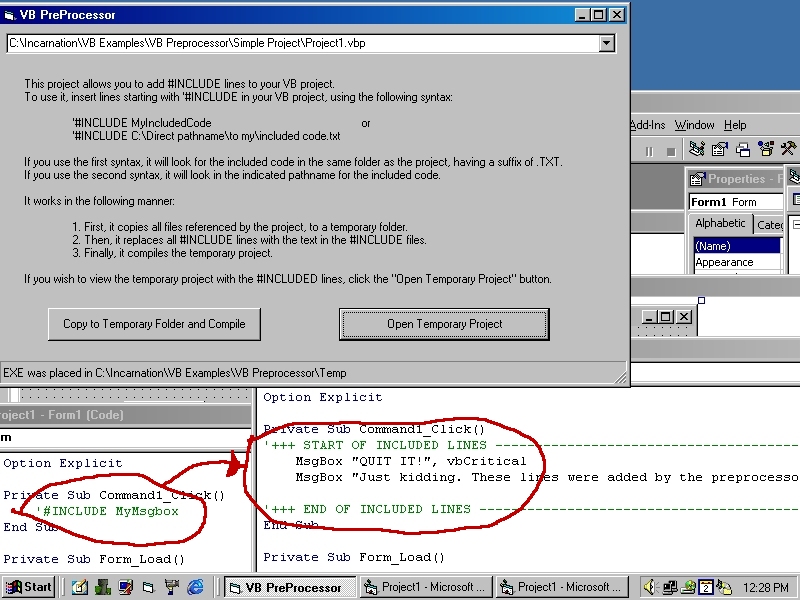 VB PreProcessor
C:\Incarnation\VB Examples\VB Preprocessor\Simple Project\Project1.vbp
This project allows you to add #INCLUDE lines to your VB project.
To use it, insert lines starting with '#INCLUDE in your VB project, using the following syntax:
'#INCLUDE MyIncludedCode or
'#INCLUDE C:\Direct pathname\to my\included code.txt
If you use the first syntax, it will look for the included code in the same folder as the project, having a suffix of .TXT.
If you use the second syntax, it will look in the indicated pathname for the included code.
It works in the following manner:
1. First, it copies all files referenced by the project, to a temporary folder.
2. Then, it replaces all #INCLUDE lines with the text in the #INCLUDE files.
3. Finally, it compiles the temporary project.
If you wish to view the temporary project with the #INCLUDED lines, click the "Open Temporary Project" button.
Copy to Temporary Folder and Compile
Open Temporary Project
EXE was placed in C:\Incarnation\VB Examples\VB Preprocessor\Temp
Add-Ins Window Help
Properties - F
Form1 Form
Alphabetic Categ
(Name)
Appearance
roject1 - Form1 (Code)
m
Option Explicit
Private Sub Command1_Click()
'#INCLUDE MyMsgbox
End Sub
Private Sub Form_Load()
Option Explicit
Private Sub Command1_Click()
'+++ START OF INCLUDED LINES ----------------------------------
MsgBox "QUIT IT!", vbCritical
MsgBox "Just kidding. These lines were added by the preprocesso
'+++ END OF INCLUDED LINES ------------------------------------
End Sub
Private Sub Form_Load()
Start
VB PreProcessor
Project1 - Microsoft ...
Project1 - Microsoft ...
2
12:28 PM